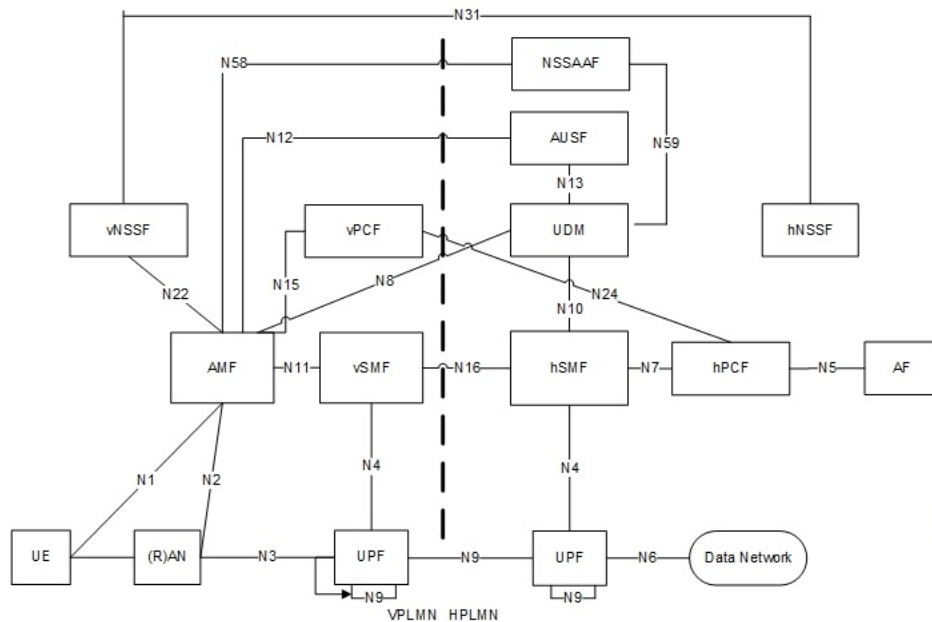 N31
N58
NSSAAF
N12
AUSF
N59
N13
vNSSF
vPCF
UDM
hNSSF
N22
N15
N8
N24
N10
AMF
N11
vSMF
N16
hSMF
N7
hPCF
N5
AF
N1
N2
N4
N4
UE
(R)AN
N3
UPF
N9
UPF
N6
Data Network
N9
N9
VPLMN HPLMN